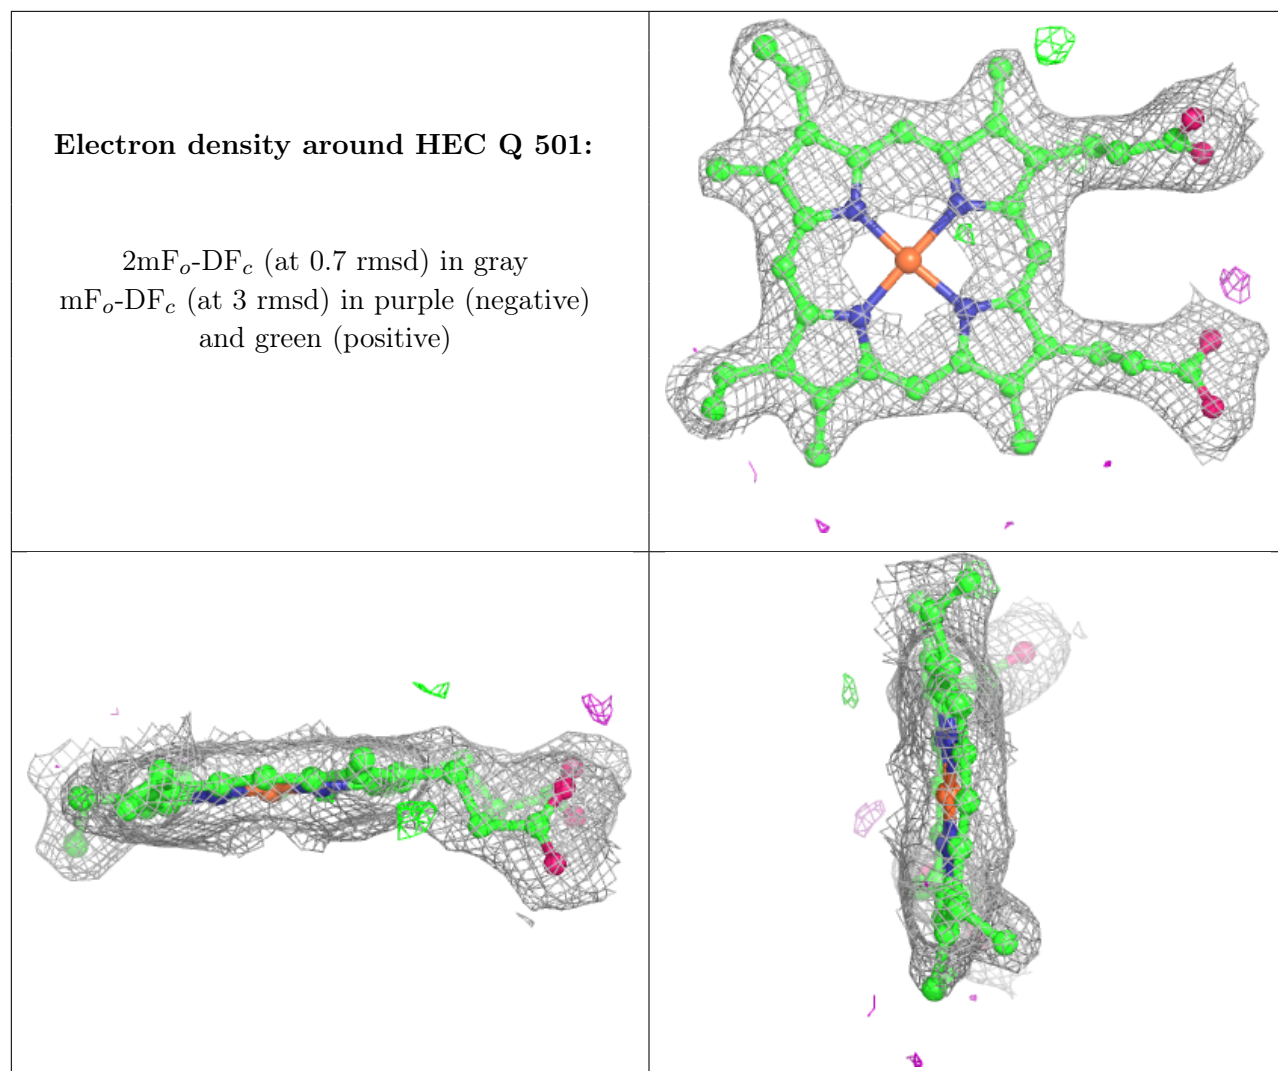 Electron density around HEC Q 501:
2mFₒ-DF𝒸 (at 0.7 rmsd) in gray
mFₒ-DF𝒸 (at 3 rmsd) in purple (negative)
and green (positive)